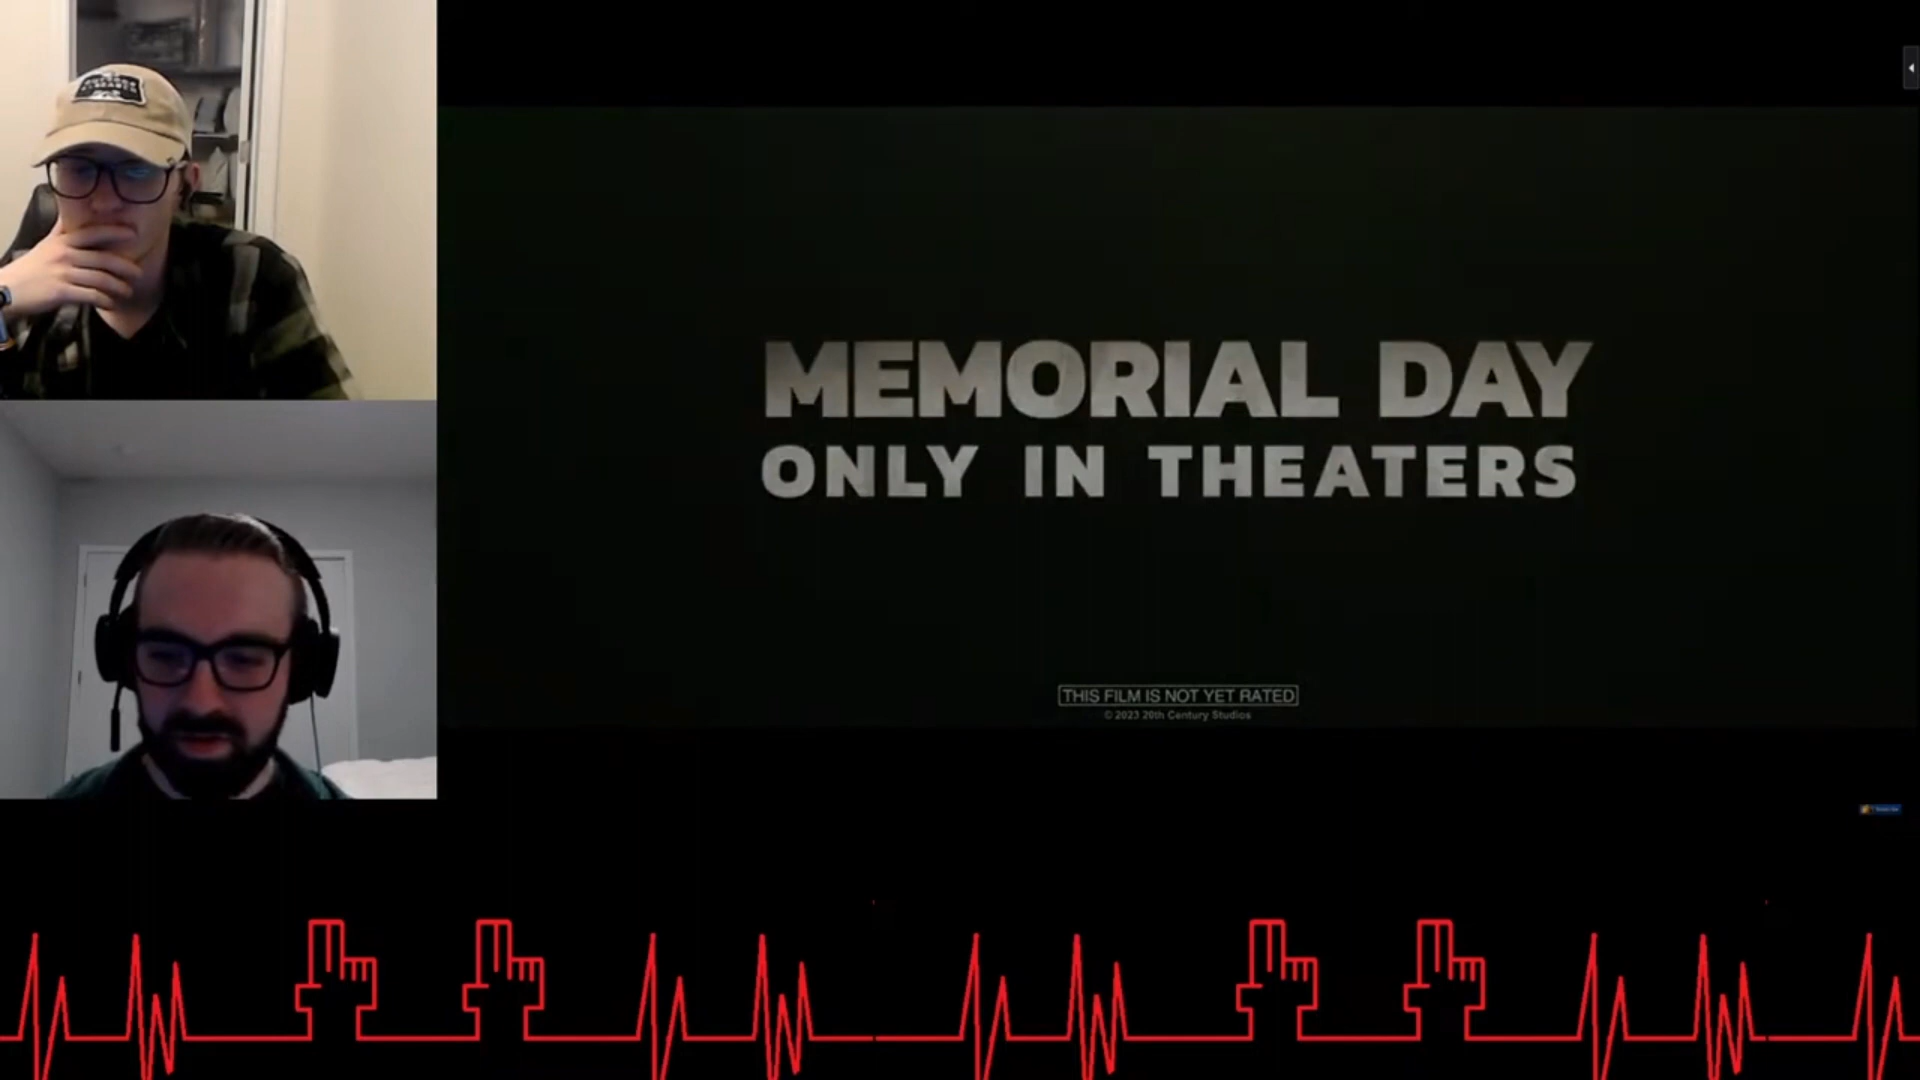 MEMORIAL DAY
ONLY IN THEATERS
THIS FILM IS NOT YET RATED
© 2023 20th Century Studios